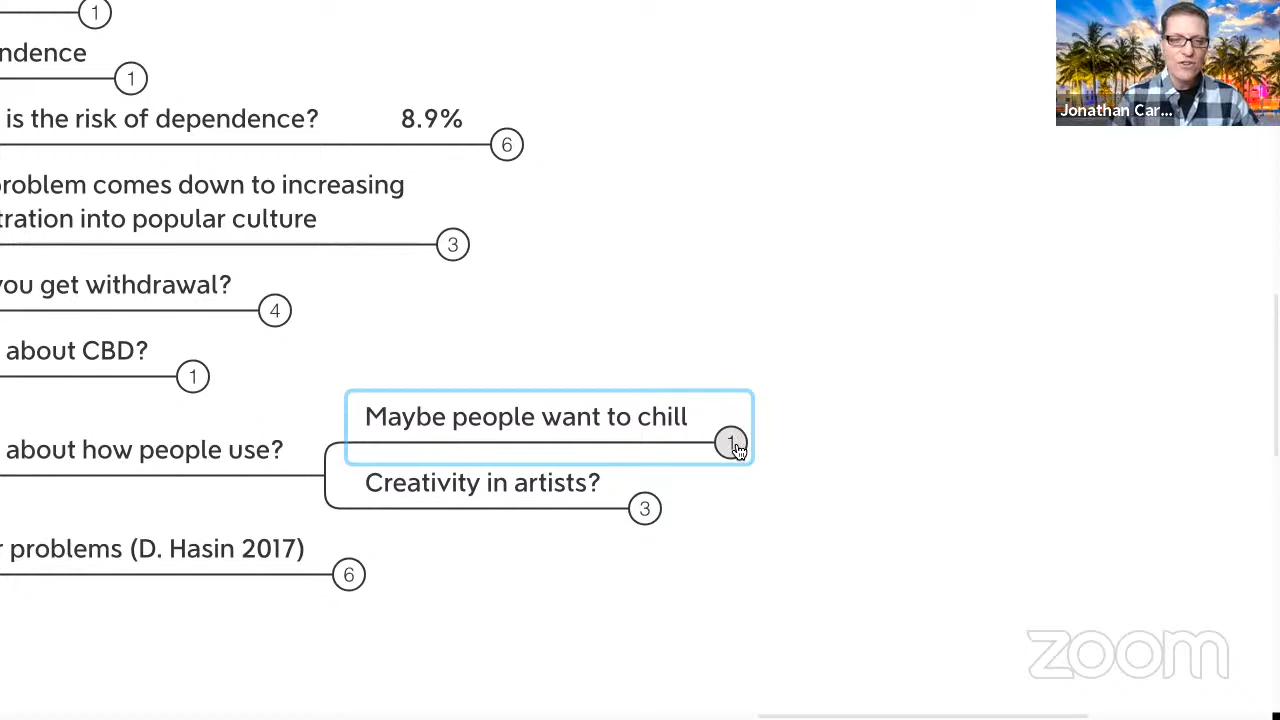 1
ndence
1
is the risk of dependence? 8.9%
6
problem comes down to increasing
tration into popular culture
3
you get withdrawal?
4
about CBD?
1
Maybe people want to chill
1
about how people use?
Creativity in artists?
3
r problems (D. Hasin 2017)
6
Jonathan Car...
zoom